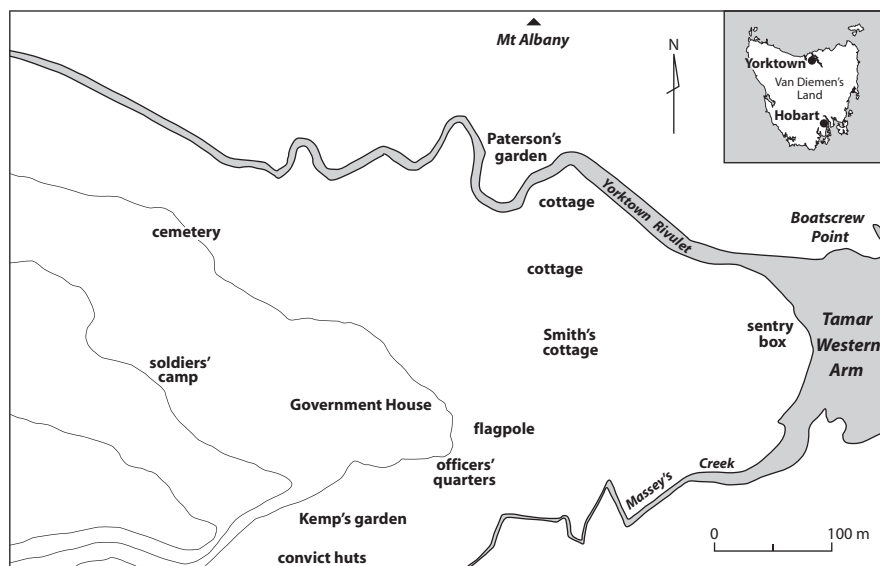 Mt Albany
N
Yorktown
Van Diemen's
Land
Hobart
Paterson's
garden
cottage
Yorktown Rivulet
Boatscrew
Point
cemetery
cottage
Tamar
Western
Arm
sentry
box
Smith's
cottage
soldiers'
camp
Government House
flagpole
officers'
quarters
Massey's Creek
Kemp's garden
convict huts
0 100 m